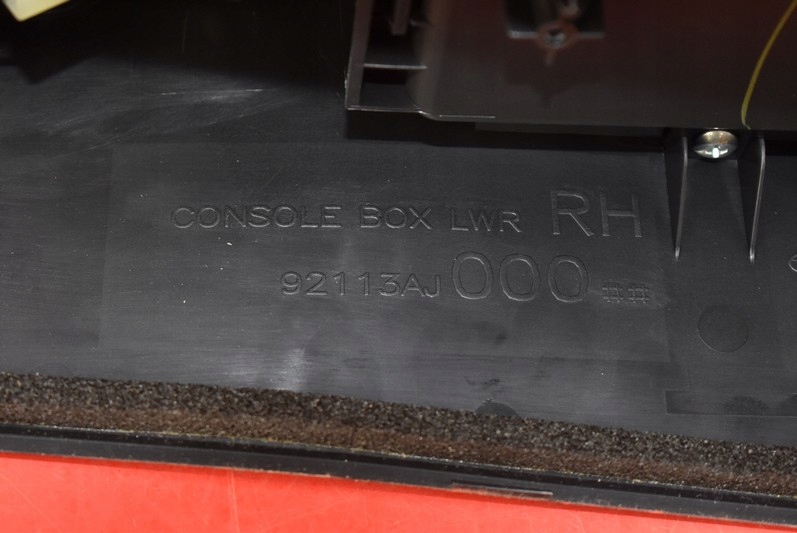 CONSOLE BOX LWR RH
92113AJ000 ##